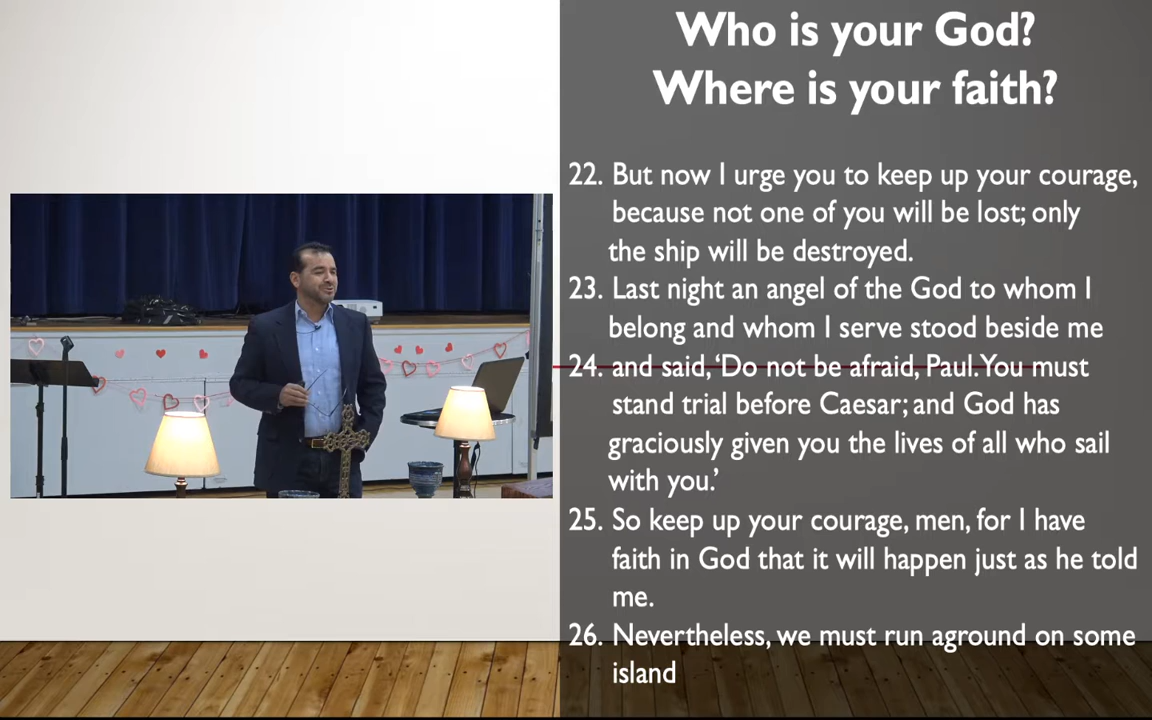 Who is your God?
Where is your faith?
22. But now I urge you to keep up your courage,
because not one of you will be lost; only
the ship will be destroyed.
23. Last night an angel of the God to whom I
belong and whom I serve stood beside me
24. and said, ‘Do not be afraid, Paul. You must
stand trial before Caesar; and God has
graciously given you the lives of all who sail
with you.’
25. So keep up your courage, men, for I have
faith in God that it will happen just as he told
me.
26. Nevertheless, we must run aground on some
island